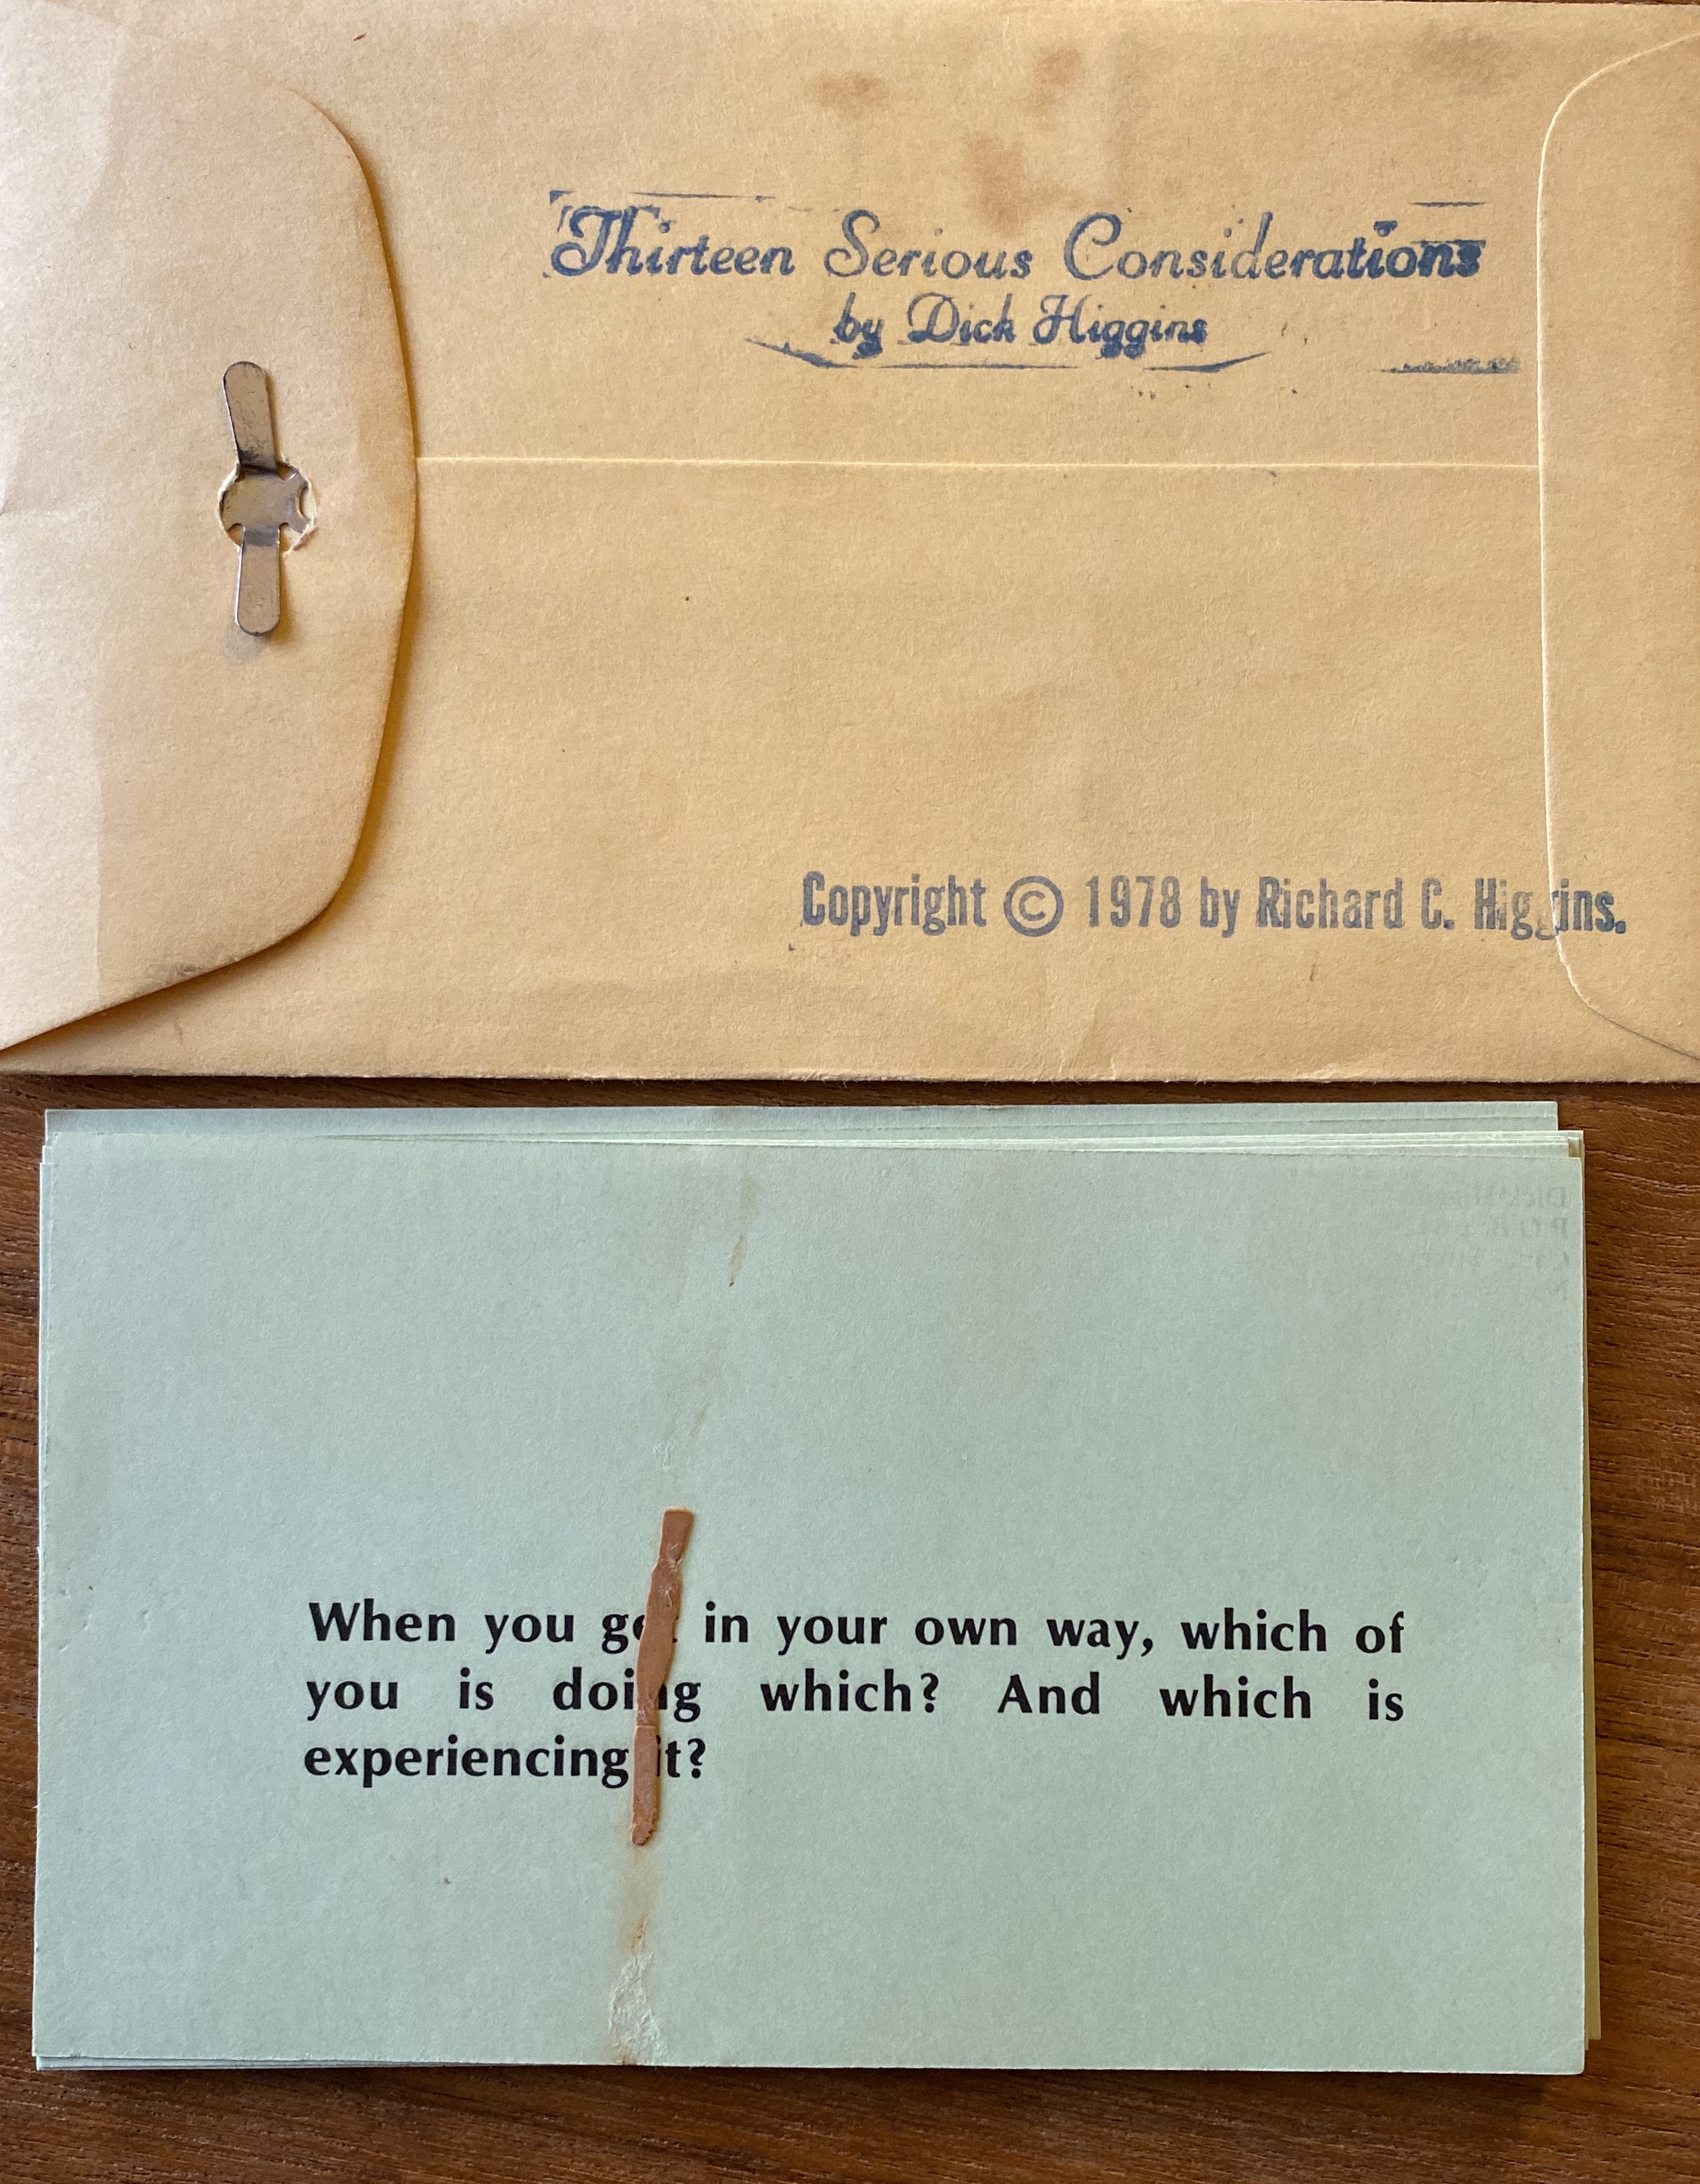 Thirteen Serious Considerations
by Dick Higgins
Copyright © 1978 by Richard C. Higgins.
When you get in your own way, which of
you is doing which? And which is
experiencing it?